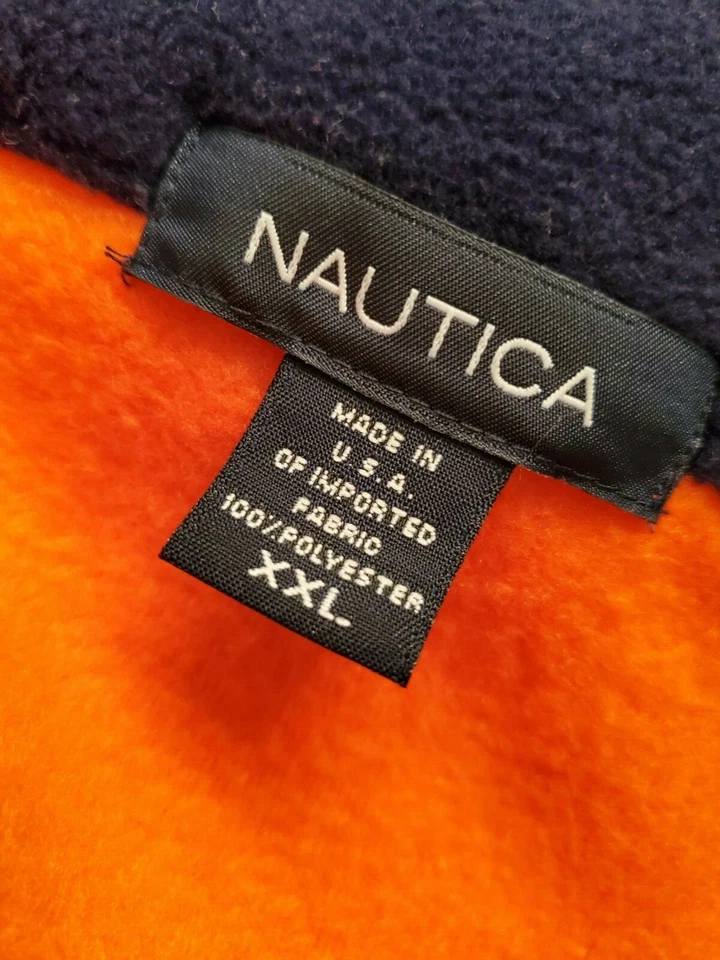 NAUTICA
MADE IN
U S.A.
OF IMPORTED
FABRIC
100% POLYESTER
XXL